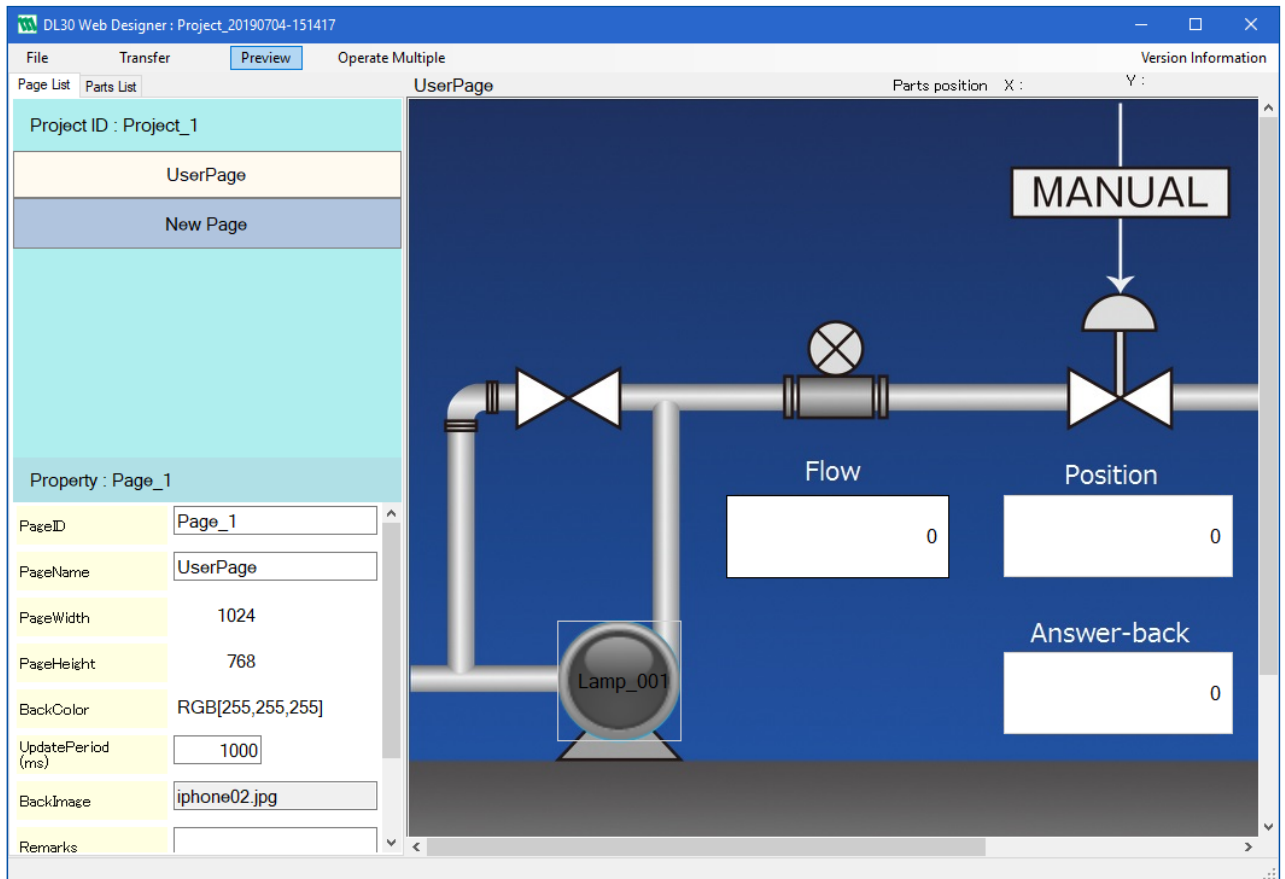 DL30 Web Designer : Project_20190704-151417
File Transfer Preview Operate Multiple Version Information
Page List Parts List UserPage Parts position X : Y :
Project ID : Project_1
UserPage
New Page
MANUAL
Flow
0
Position
0
Answer-back
0
Lamp_001
Property : Page_1
PageID Page_1
PageName UserPage
PageWidth 1024
PageHeight 768
BackColor RGB[255,255,255]
UpdatePeriod
(ms) 1000
BackImage iphone02.jpg
Remarks